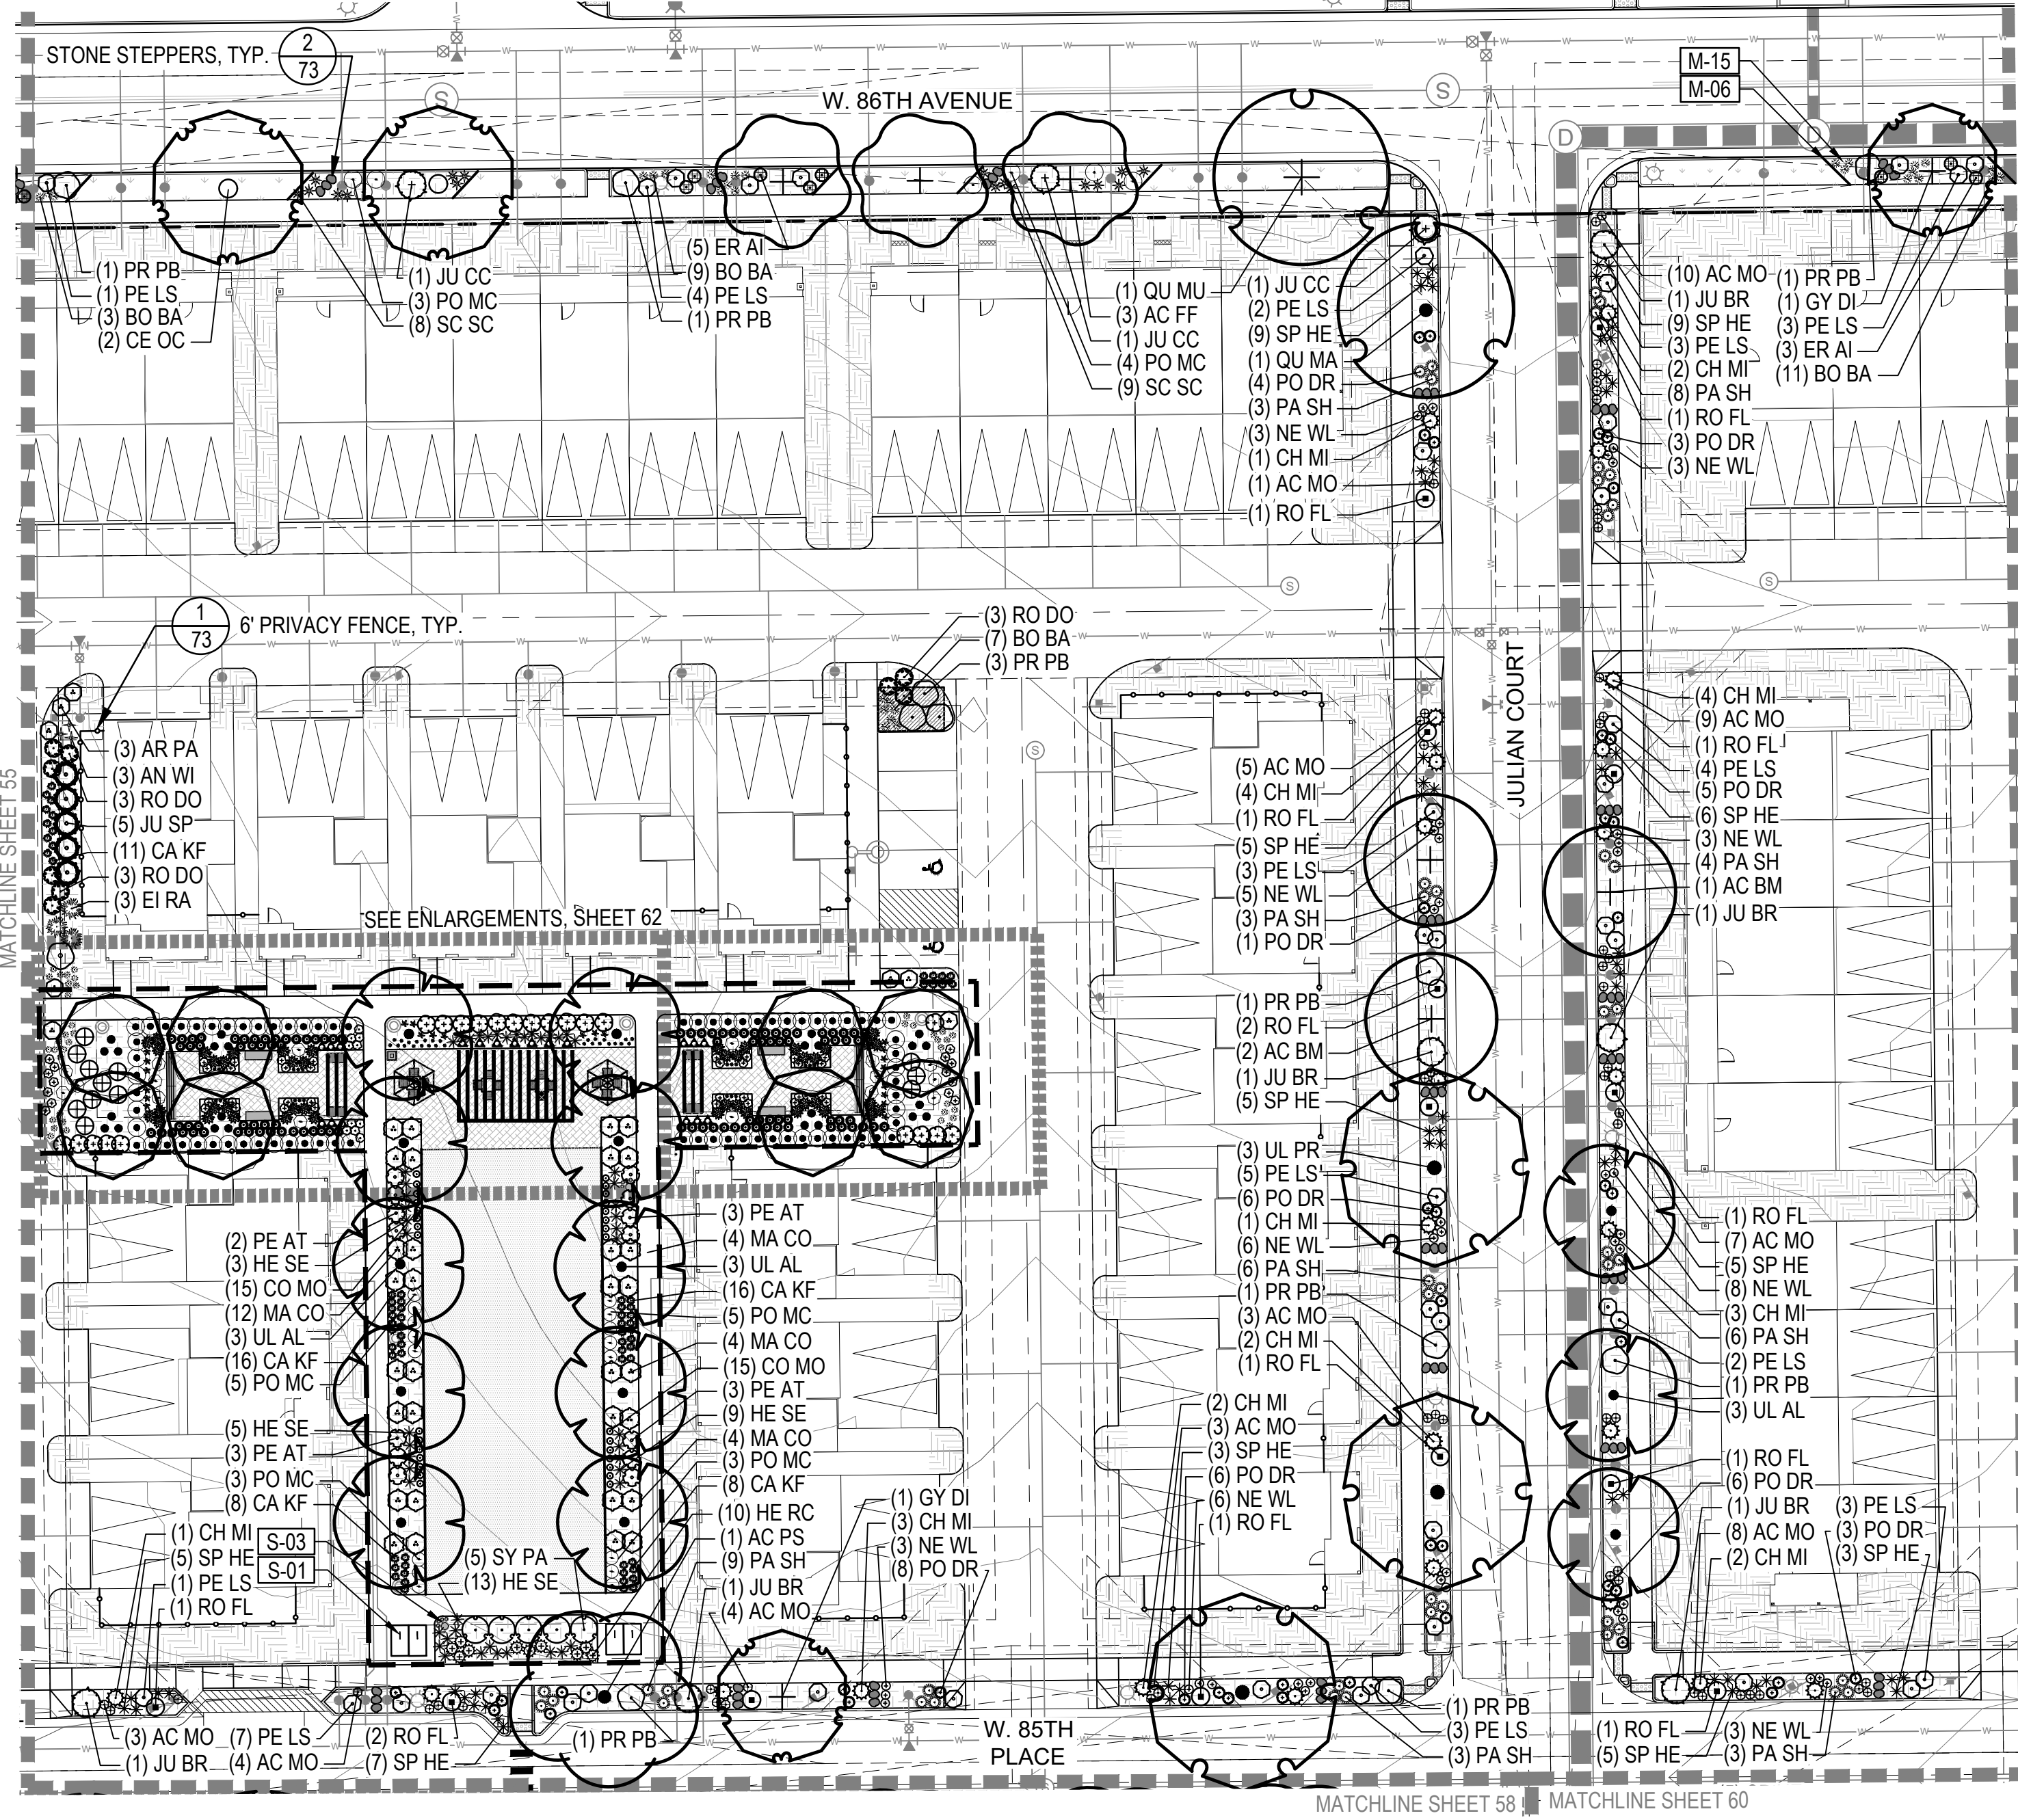 STONE STEPPERS, TYP.
2
73
W. 86TH AVENUE
M-15
M-06
S
S
D
D
(1) PR PB
(1) PE LS
(3) BO BA
(2) CE OC
(1) JU CC
(3) PO MC
(8) SC SC
(5) ER AI
(9) BO BA
(4) PE LS
(1) PR PB
(1) QU MU
(3) AC FF
(1) JU CC
(4) PO MC
(9) SC SC
(1) JU CC
(2) PE LS
(9) SP HE
(1) QU MA
(4) PO DR
(3) PA SH
(3) NE WL
(1) CH MI
(1) AC MO
(1) RO FL
(10) AC MO
(1) JU BR
(9) SP HE
(3) PE LS
(2) CH MI
(8) PA SH
(1) RO FL
(3) PO DR
(3) NE WL
(1) PR PB
(1) GY DI
(3) PE LS
(3) ER AI
(11) BO BA
S
S
S
1
73
6' PRIVACY FENCE, TYP.
(3) RO DO
(7) BO BA
(3) PR PB
JULIAN COURT
MATCHLINE SHEET 55
(3) AR PA
(3) AN WI
(3) RO DO
(5) JU SP
(11) CA KF
(3) RO DO
(3) EI RA
SEE ENLARGEMENTS, SHEET 62
(5) AC MO
(4) CH MI
(1) RO FL
(5) SP HE
(3) PE LS
(5) NE WL
(3) PA SH
(1) PO DR
(4) CH MI
(9) AC MO
(1) RO FL
(4) PE LS
(5) PO DR
(6) SP HE
(3) NE WL
(4) PA SH
(1) AC BM
(1) JU BR
(1) PR PB
(2) RO FL
(2) AC BM
(1) JU BR
(5) SP HE
(3) UL PR
(5) PE LS
(6) PO DR
(1) CH MI
(6) NE WL
(6) PA SH
(1) PR PB
(3) AC MO
(2) CH MI
(1) RO FL
(1) RO FL
(7) AC MO
(5) SP HE
(8) NE WL
(3) CH MI
(6) PA SH
(2) PE LS
(1) PR PB
(3) UL AL
(2) PE AT
(3) HE SE
(15) CO MO
(12) MA CO
(3) UL AL
(16) CA KF
(5) PO MC
(5) HE SE
(3) PE AT
(3) PO MC
(8) CA KF
(3) PE AT
(4) MA CO
(3) UL AL
(16) CA KF
(5) PO MC
(4) MA CO
(15) CO MO
(3) PE AT
(9) HE SE
(4) MA CO
(3) PO MC
(8) CA KF
(10) HE RC
(1) AC PS
(9) PA SH
(1) JU BR
(4) AC MO
(1) GY DI
(3) CH MI
(3) NE WL
(8) PO DR
(2) CH MI
(3) AC MO
(3) SP HE
(6) PO DR
(6) NE WL
(1) RO FL
(1) RO FL
(6) PO DR
(1) JU BR
(8) AC MO
(2) CH MI
(3) PE LS
(3) PO DR
(3) SP HE
(1) CH MI
(5) SP HE
(1) PE LS
(1) RO FL
S-03
S-01
(5) SY PA
(13) HE SE
(3) AC MO
(1) JU BR
(7) PE LS
(4) AC MO
(2) RO FL
(7) SP HE
(1) PR PB
W. 85TH
PLACE
(1) PR PB
(3) PE LS
(3) PA SH
(1) RO FL
(5) SP HE
(3) NE WL
(3) PA SH
MATCHLINE SHEET 58
MATCHLINE SHEET 60